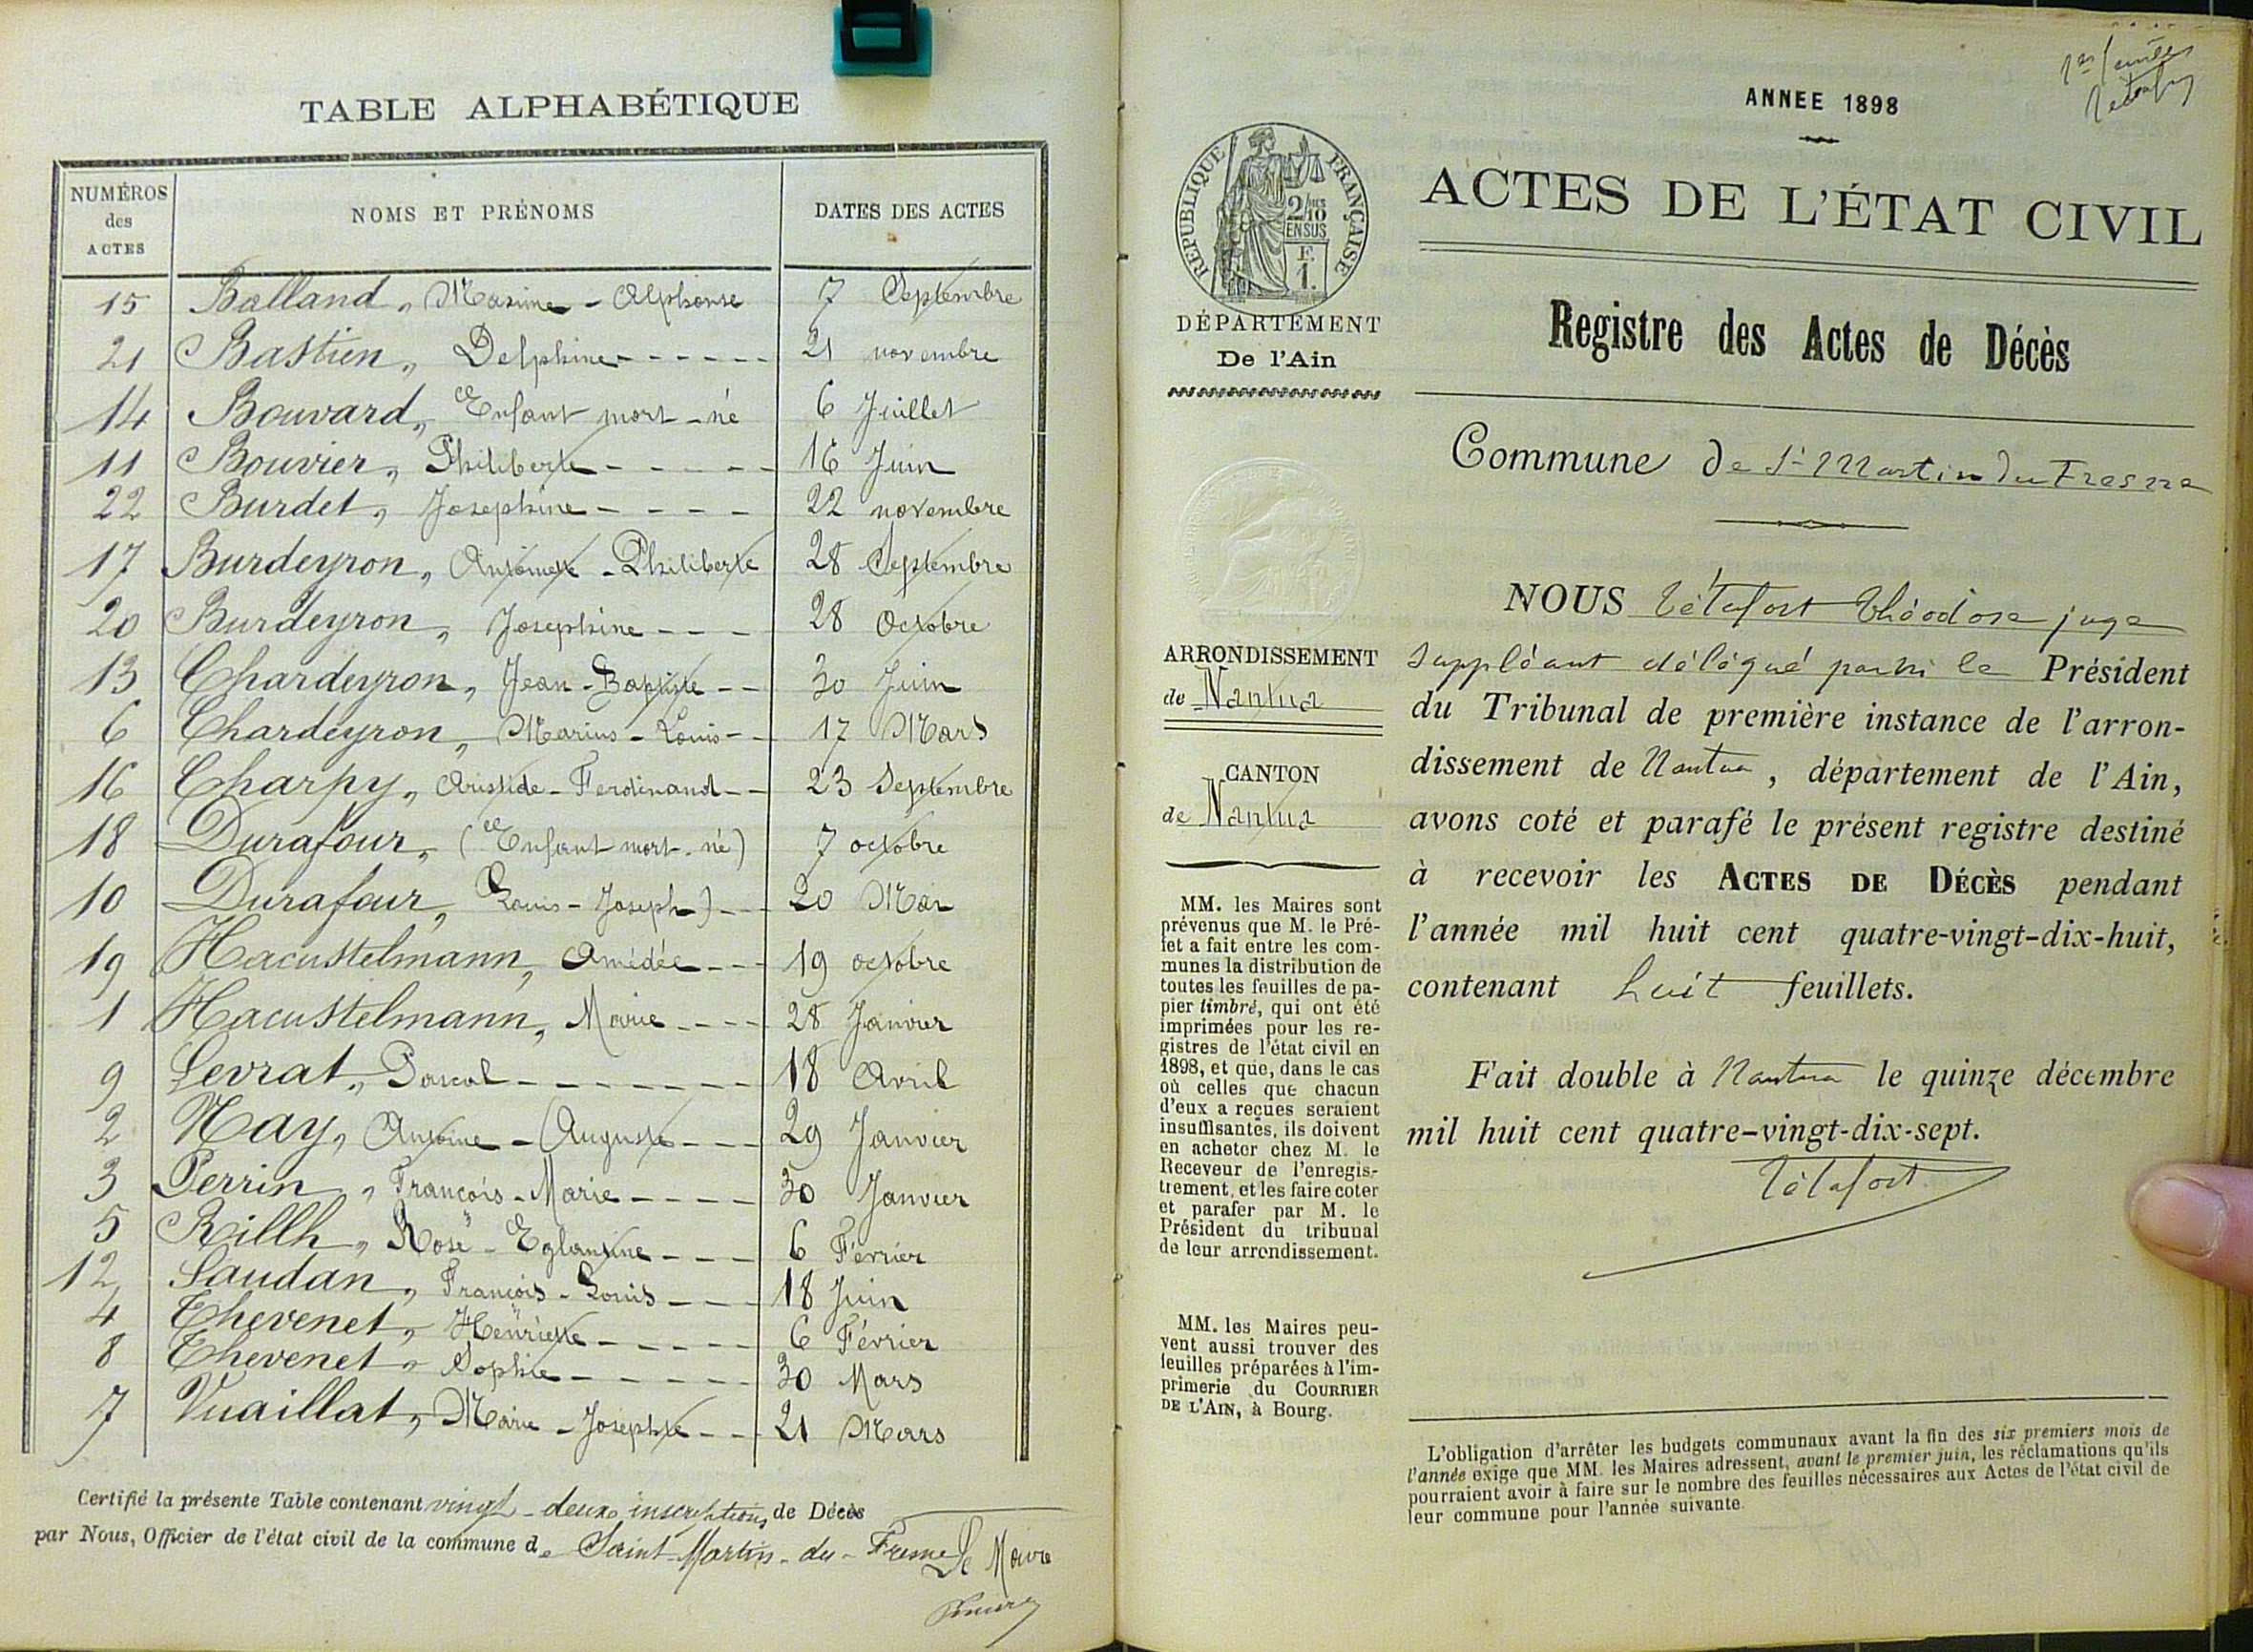 TABLE ALPHABÉTIQUE
NUMÉROS des ACTES NOMS ET PRÉNOMS DATES DES ACTES
15 Balland, Maxime - Alphonse 7 Septembre
21 Bastien, Delphine - - - - - - 21 novembre
14 Bouvard, Enfant mort-né 6 Juillet
11 Bouvier, Philiberte - - - - - 16 Juin
22 Burdet, Josephine - - - - 22 novembre
17 Burdeyron, Antoinette - Philiberte 28 Septembre
20 Burdeyron, Josephine - - - 28 Octobre
13 Chardeyron, Jean - Baptiste - - 30 Juin
6 Chardeyron, Marius - Louis - - 17 Mars
16 Charpy, Aristide - Ferdinand - - 23 Septembre
18 Durafour, (Enfant mort-né) 7 octobre
10 Durafour, Louis - Joseph) - - - 20 Mai
19 Hacustelmann, Amédée - - - 19 octobre
1 Hacustelmann, Marie - - - - 28 Janvier
9 Levrat, Pascal - - - - - - - 18 Avril
2 Nay, Antoine - Auguste - - - 29 Janvier
3 Perrin, François - Marie - - - - 30 Janvier
5 Rillh, Rose - Eglantine - - - 6 Février
12 Saudan, François - Louis - - - 18 Juin
4 Thevenet, Henriette - - - - - 6 Février
8 Thevenet, Sophie - - - - - 30 Mars
7 Vuaillat, Marie - Josephte - - 21 Mars
Certifié la présente Table contenant vingt-deux inscriptions de Décès
par Nous, Officier de l'état civil de la commune de Saint-Martin-du-Fresne Le Maire
ANNEE 1898
RÉPUBLIQUE FRANÇAISE
2/10 EN SUS
F. 1.
ACTES DE L'ÉTAT CIVIL
DÉPARTEMENT
De l'Ain
Registre des Actes de Décès
Commune de St Martin du Fresne
ARRONDISSEMENT
de Nantua
CANTON
de Nantua
MM. les Maires sont
prévenus que M. le Pré-
fet a fait entre les com-
munes la distribution de
toutes les feuilles de pa-
pier timbré, qui ont été
imprimées pour les re-
gistres de l'état civil en
1898, et que, dans le cas
où celles que chacun
d'eux a reçues seraient
insuffisantes, ils doivent
en acheter chez M. le
Receveur de l'enregis-
trement, et les faire coter
et parafer par M. le
Président du tribunal
de leur arrondissement.
MM. les Maires peu-
vent aussi trouver des
feuilles préparées à l'im-
primerie du COURRIER
DE L'AIN, à Bourg.
NOUS Tétafort Théodore juge
suppléant délégué par Mr le Président
du Tribunal de première instance de l'arron-
dissement de Nantua, département de l'Ain,
avons coté et parafé le présent registre destiné
à recevoir les ACTES DE DÉCÈS pendant
l'année mil huit cent quatre-vingt-dix-huit,
contenant huit feuillets.
Fait double à Nantua le quinze décembre
mil huit cent quatre-vingt-dix-sept.
Tétafort
L'obligation d'arrêter les budgets communaux avant la fin des six premiers mois de
l'année exige que MM. les Maires adressent, avant le premier juin, les réclamations qu'ils
pourraient avoir à faire sur le nombre des feuilles nécessaires aux Actes de l'état civil de
leur commune pour l'année suivante.